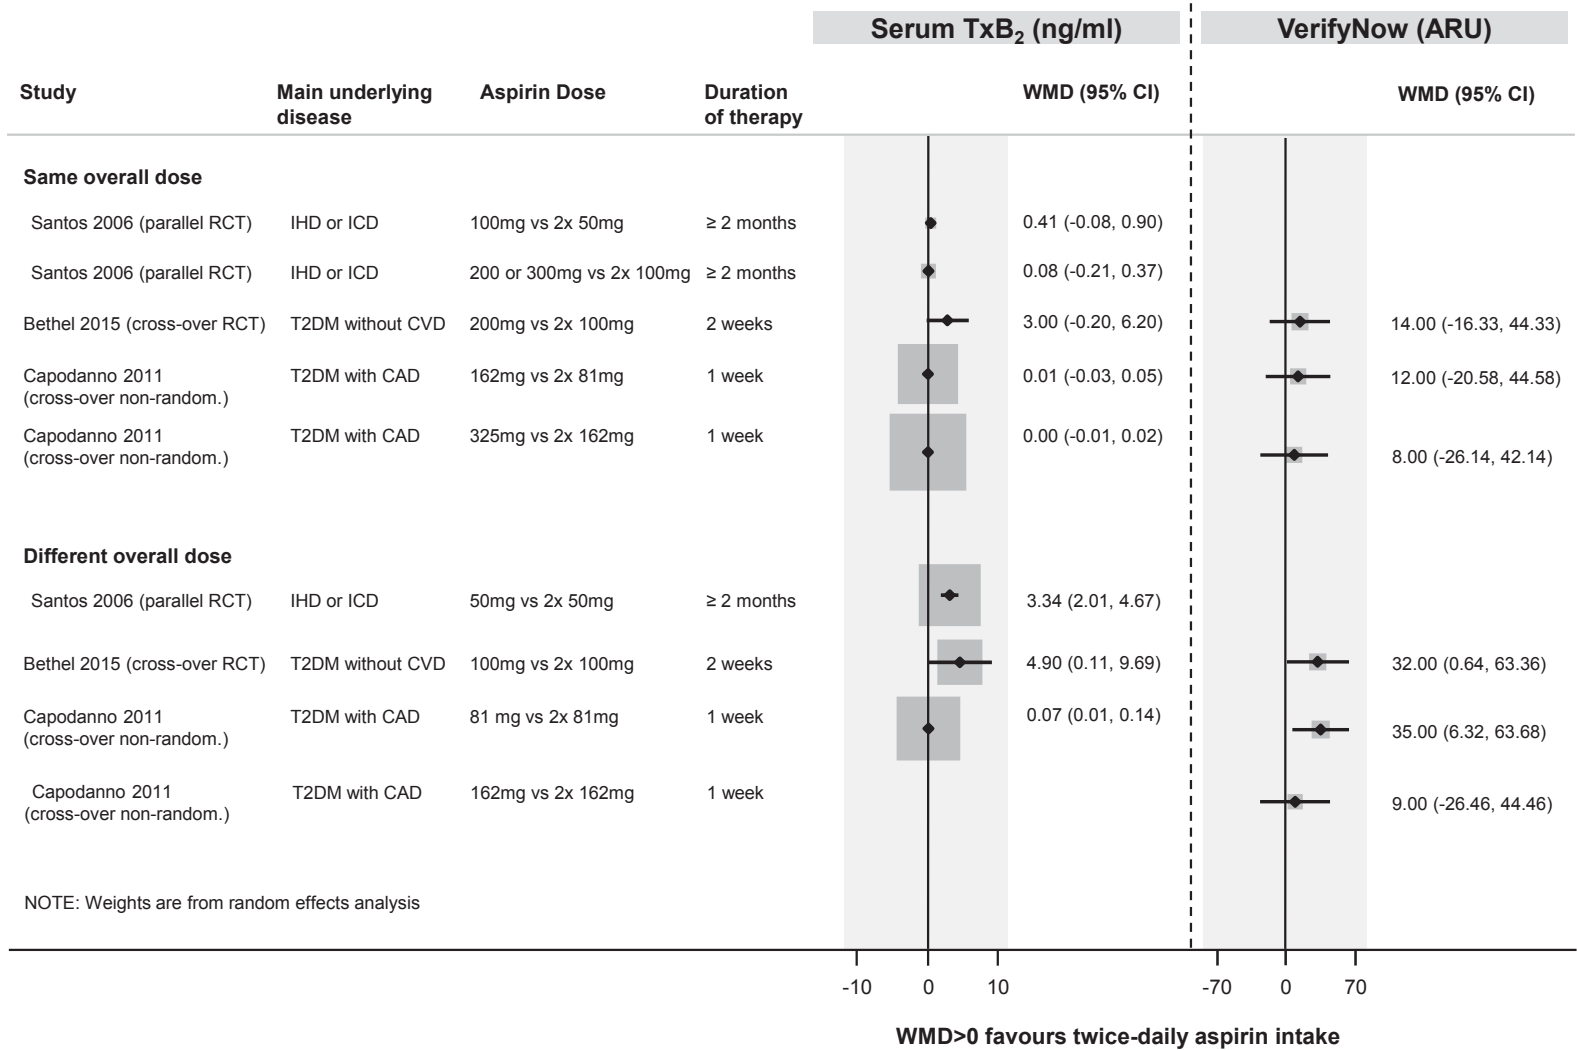 Serum TxB₂ (ng/ml) VerifyNow (ARU)
Study Main underlying disease Aspirin Dose Duration of therapy WMD (95% CI) WMD (95% CI)
Same overall dose
Santos 2006 (parallel RCT) IHD or ICD 100mg vs 2x 50mg ≥ 2 months 0.41 (-0.08, 0.90)
Santos 2006 (parallel RCT) IHD or ICD 200 or 300mg vs 2x 100mg ≥ 2 months 0.08 (-0.21, 0.37)
Bethel 2015 (cross-over RCT) T2DM without CVD 200mg vs 2x 100mg 2 weeks 3.00 (-0.20, 6.20) 14.00 (-16.33, 44.33)
Capodanno 2011 T2DM with CAD 162mg vs 2x 81mg 1 week 0.01 (-0.03, 0.05) 12.00 (-20.58, 44.58)
(cross-over non-random.)
Capodanno 2011 T2DM with CAD 325mg vs 2x 162mg 1 week 0.00 (-0.01, 0.02)
(cross-over non-random.) 8.00 (-26.14, 42.14)
Different overall dose
Santos 2006 (parallel RCT) IHD or ICD 50mg vs 2x 50mg ≥ 2 months 3.34 (2.01, 4.67)
Bethel 2015 (cross-over RCT) T2DM without CVD 100mg vs 2x 100mg 2 weeks 4.90 (0.11, 9.69) 32.00 (0.64, 63.36)
Capodanno 2011 T2DM with CAD 81 mg vs 2x 81mg 1 week 0.07 (0.01, 0.14)
(cross-over non-random.) 35.00 (6.32, 63.68)
Capodanno 2011 T2DM with CAD 162mg vs 2x 162mg 1 week
(cross-over non-random.) 9.00 (-26.46, 44.46)
NOTE: Weights are from random effects analysis
-10 0 10 -70 0 70
WMD>0 favours twice-daily aspirin intake